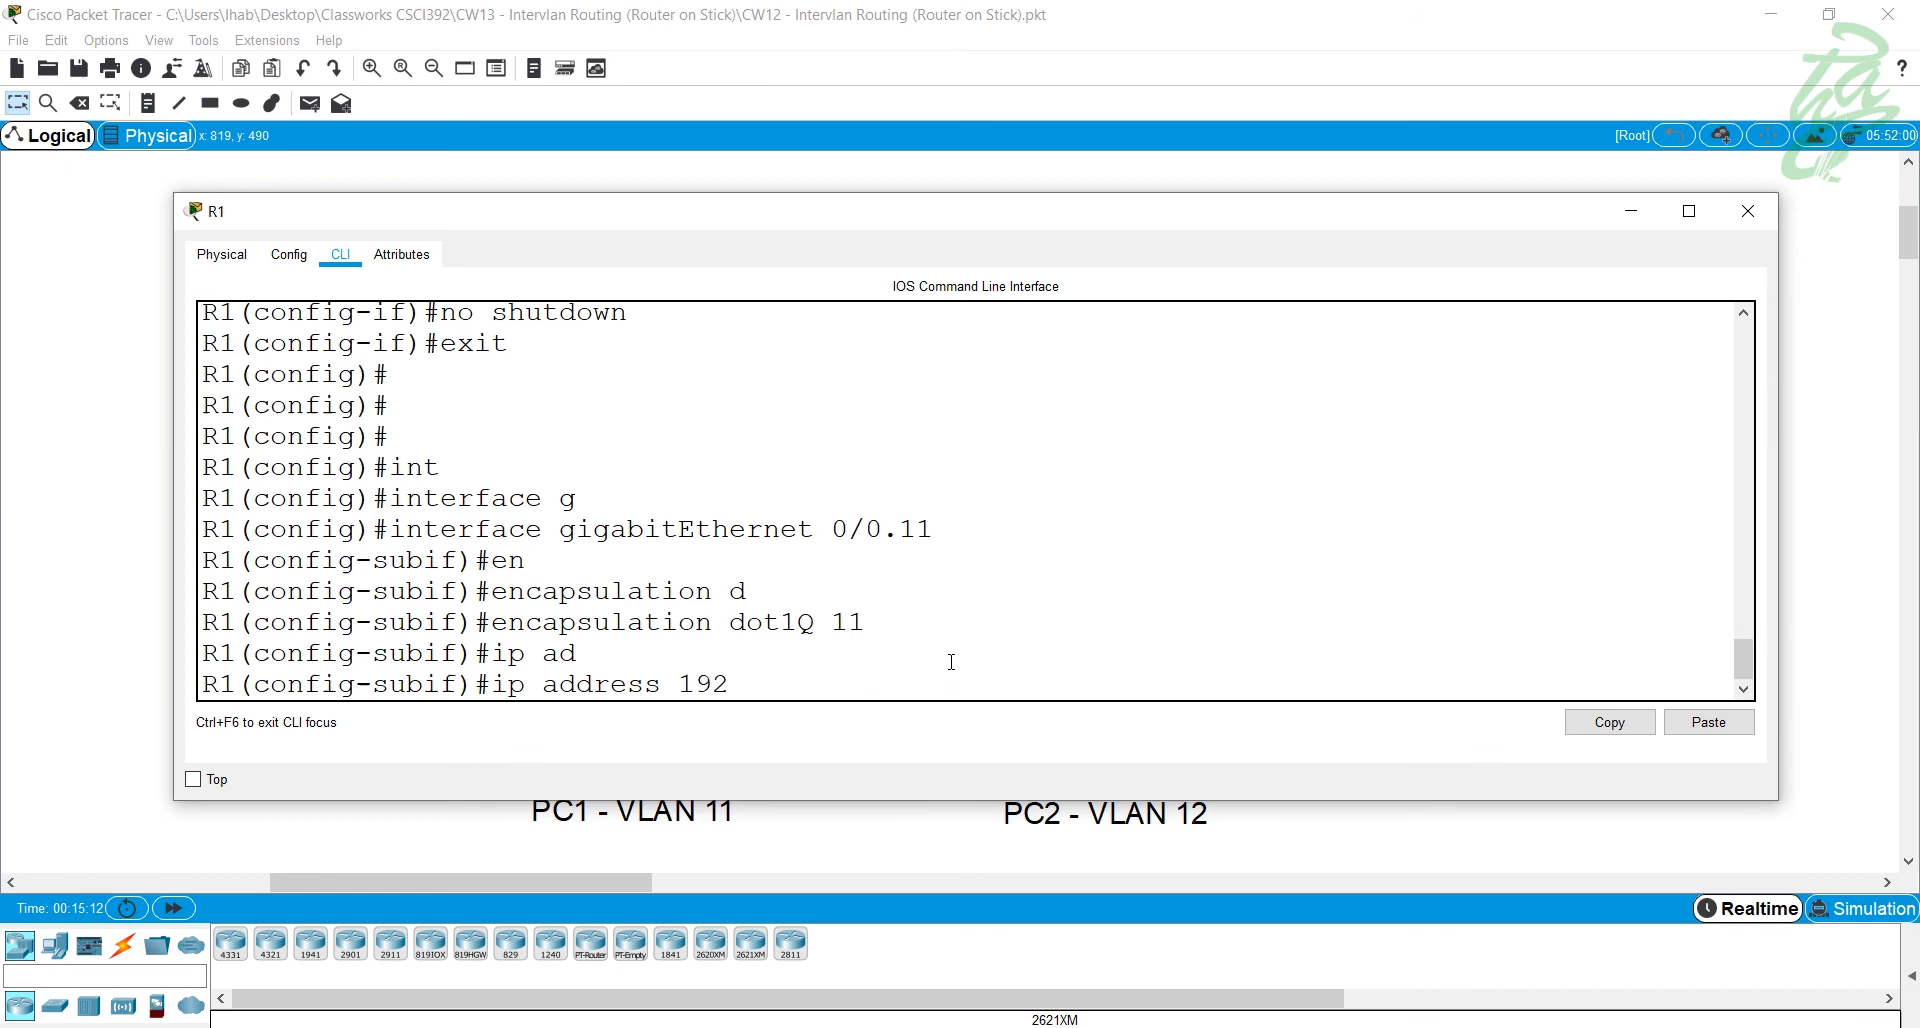 Cisco Packet Tracer - C:\Users\Ihab\Desktop\Classworks CSCI392\CW13 - Intervlan Routing (Router on Stick)\CW12 - Intervlan Routing (Router on Stick).pkt
File Edit Options View Tools Extensions Help
?
Logical Physical x: 819, y: 490 [Root] 05:52:00
R1
Physical Config CLI Attributes
IOS Command Line Interface
R1(config-if)#no shutdown
R1(config-if)#exit
R1(config)#
R1(config)#
R1(config)#
R1(config)#int
R1(config)#interface g
R1(config)#interface gigabitEthernet 0/0.11
R1(config-subif)#en
R1(config-subif)#encapsulation d
R1(config-subif)#encapsulation dot1Q 11
R1(config-subif)#ip ad
R1(config-subif)#ip address 192
Ctrl+F6 to exit CLI focus
Copy Paste
Top
PC1 - VLAN 11 PC2 - VLAN 12
Time: 00:15:12 Realtime Simulation
4331 4321 1941 2901 2911 819IOX 819HGW 829 1240 PT-Router PT-Empty 1841 2620XM 2621XM 2811
2621XM